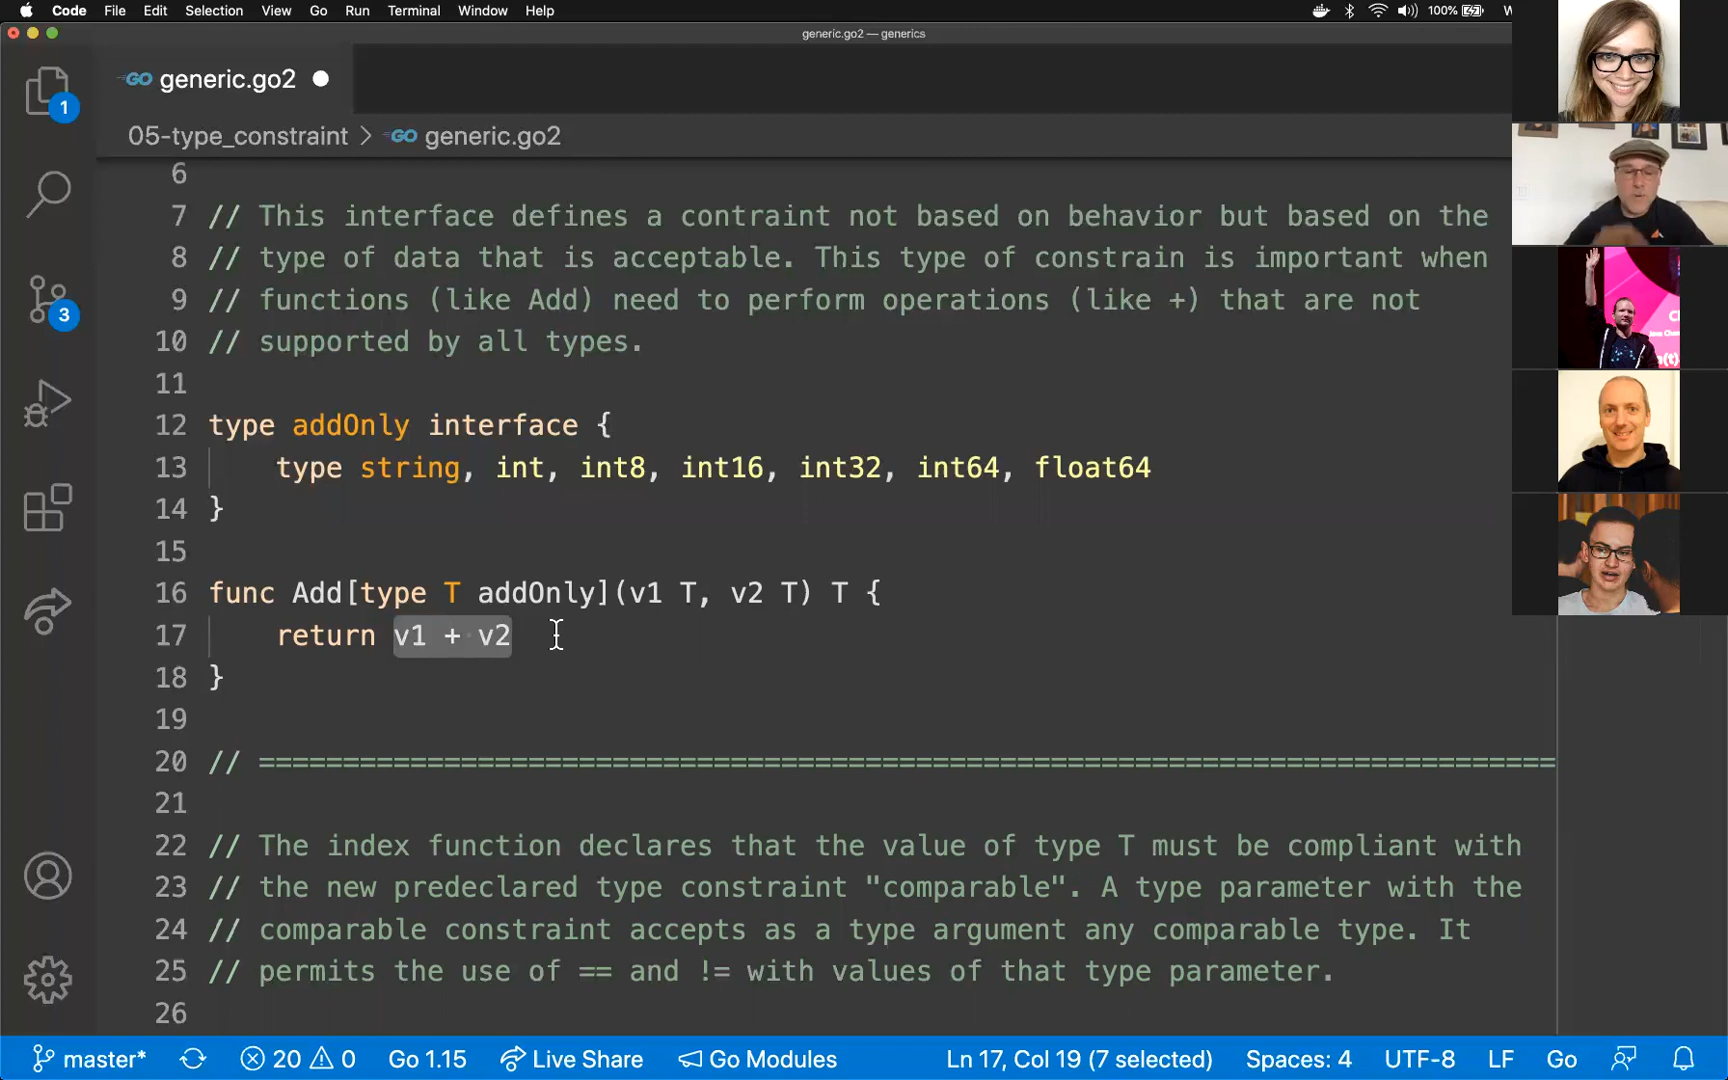 Code File Edit Selection View Go Run Terminal Window Help 100% W
generic.go2 — generics
GO generic.go2
05-type_constraint > GO generic.go2
6
7 // This interface defines a contraint not based on behavior but based on the
8 // type of data that is acceptable. This type of constrain is important when
9 // functions (like Add) need to perform operations (like +) that are not
10 // supported by all types.
11
12 type addOnly interface {
13 type string, int, int8, int16, int32, int64, float64
14 }
15
16 func Add[type T addOnly](v1 T, v2 T) T {
17 return v1 + v2
18 }
19
20 // =============================================================================
21
22 // The index function declares that the value of type T must be compliant with
23 // the new predeclared type constraint "comparable". A type parameter with the
24 // comparable constraint accepts as a type argument any comparable type. It
25 // permits the use of == and != with values of that type parameter.
26
1
3
master* 20 0 Go 1.15 Live Share Go Modules Ln 17, Col 19 (7 selected) Spaces: 4 UTF-8 LF Go